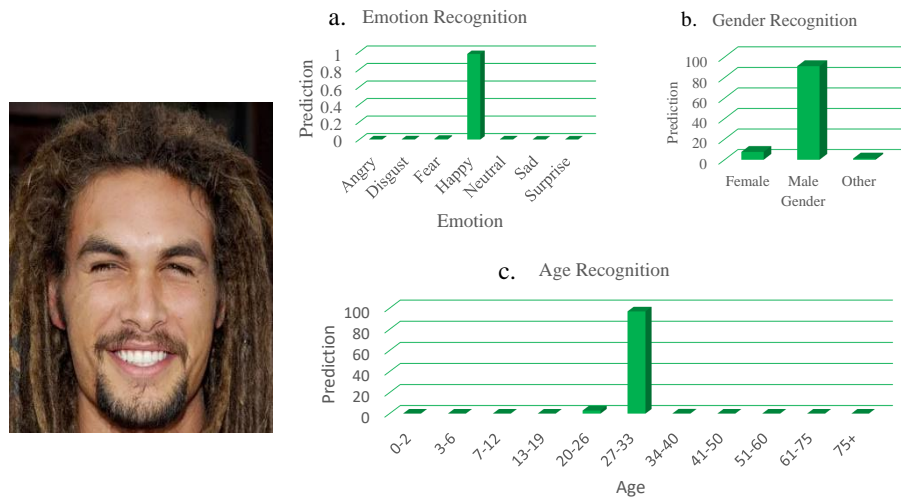 a. Emotion Recognition
Prediction
1
0.8
0.6
0.4
0.2
0
Angry
Disgust
Fear
Happy
Neutral
Sad
Surprise
Emotion
b. Gender Recognition
Prediction
100
80
60
40
20
0
Female Male Other
Gender
c. Age Recognition
Prediction
100
80
60
40
20
0
0-2
3-6
7-12
13-19
20-26
27-33
34-40
41-50
51-60
61-75
75+
Age